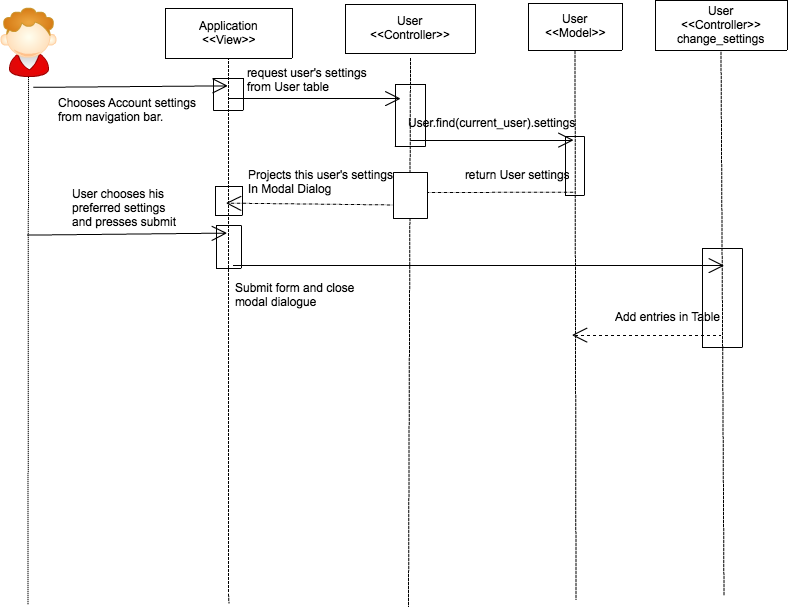 Application
<<View>>
User
<<Controller>>
User
<<Model>>
User
<<Controller>>
change_settings
request user's settings
from User table
Chooses Account settings
from navigation bar.
User.find(current_user).settings
Projects this user's settings
In Modal Dialog
return User settings
User chooses his
preferred settings
and presses submit
Submit form and close
modal dialogue
Add entries in Table